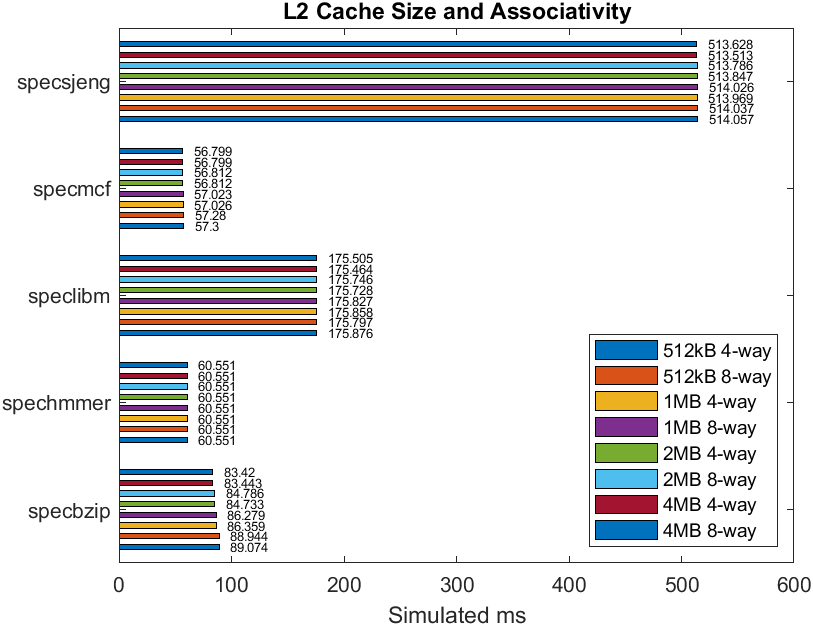 L2 Cache Size and Associativity
specsjeng
513.628
513.513
513.786
513.847
514.026
513.969
514.037
514.057
specmcf
56.799
56.799
56.812
56.812
57.023
57.026
57.28
57.3
speclibm
175.505
175.464
175.746
175.728
175.827
175.858
175.797
175.876
spechmmer
60.551
60.551
60.551
60.551
60.551
60.551
60.551
60.551
specbzip
83.42
83.443
84.786
84.733
86.279
86.359
88.944
89.074
512kB 4-way
512kB 8-way
1MB 4-way
1MB 8-way
2MB 4-way
2MB 8-way
4MB 4-way
4MB 8-way
0 100 200 300 400 500 600
Simulated ms